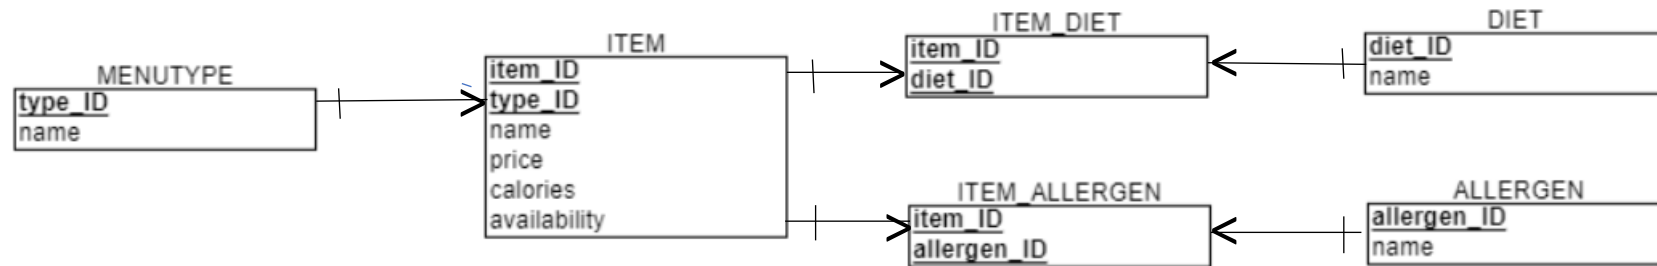 MENUTYPE
type_ID
name
ITEM
item_ID
type_ID
name
price
calories
availability
ITEM_DIET
item_ID
diet_ID
DIET
diet_ID
name
ITEM_ALLERGEN
item_ID
allergen_ID
ALLERGEN
allergen_ID
name